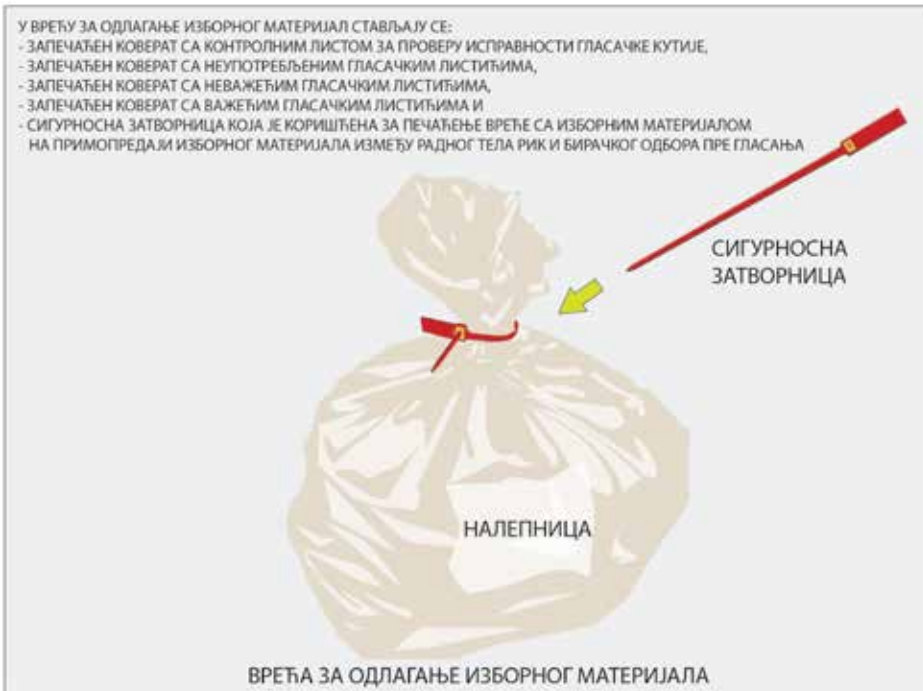 У ВРЕЋУ ЗА ОДЛАГАЊЕ ИЗБОРНОГ МАТЕРИЈАЛ СТАВЉАЈУ СЕ:
- ЗАПЕЧАЋЕН КОВЕРАТ СА КОНТРОЛНИМ ЛИСТОМ ЗА ПРОВЕРУ ИСПРАВНОСТИ ГЛАСАЧКЕ КУТИЈЕ,
- ЗАПЕЧАЋЕН КОВЕРАТ СА НЕУПОТРЕБЉЕНИМ ГЛАСАЧКИМ ЛИСТИЋИМА,
- ЗАПЕЧАЋЕН КОВЕРАТ СА НЕВАЖЕЋИМ ГЛАСАЧКИМ ЛИСТИЋИМА,
- ЗАПЕЧАЋЕН КОВЕРАТ СА ВАЖЕЋИМ ГЛАСАЧКИМ ЛИСТИЋИМА И
- СИГУРНОСНА ЗАТВОРНИЦА КОЈА ЈЕ КОРИШЋЕНА ЗА ПЕЧАЋЕЊЕ ВРЕЋЕ СА ИЗБОРНИМ МАТЕРИЈАЛОМ
НА ПРИМОПРЕДАЈИ ИЗБОРНОГ МАТЕРИЈАЛА ИЗМЕЂУ РАДНОГ ТЕЛА РИК И БИРАЧКОГ ОДБОРА ПРЕ ГЛАСАЊА
СИГУРНОСНА
ЗАТВОРНИЦА
НАЛЕПНИЦА
ВРЕЋА ЗА ОДЛАГАЊЕ ИЗБОРНОГ МАТЕРИЈАЛА